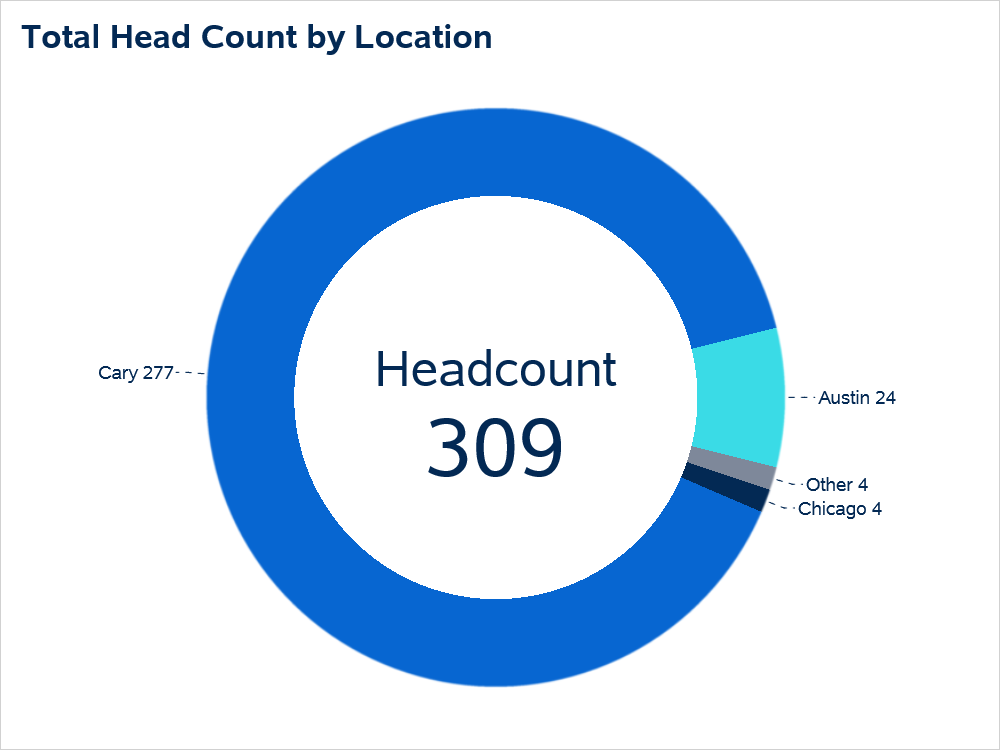 Total Head Count by Location
Headcount
309
Cary 277
Austin 24
Other 4
Chicago 4